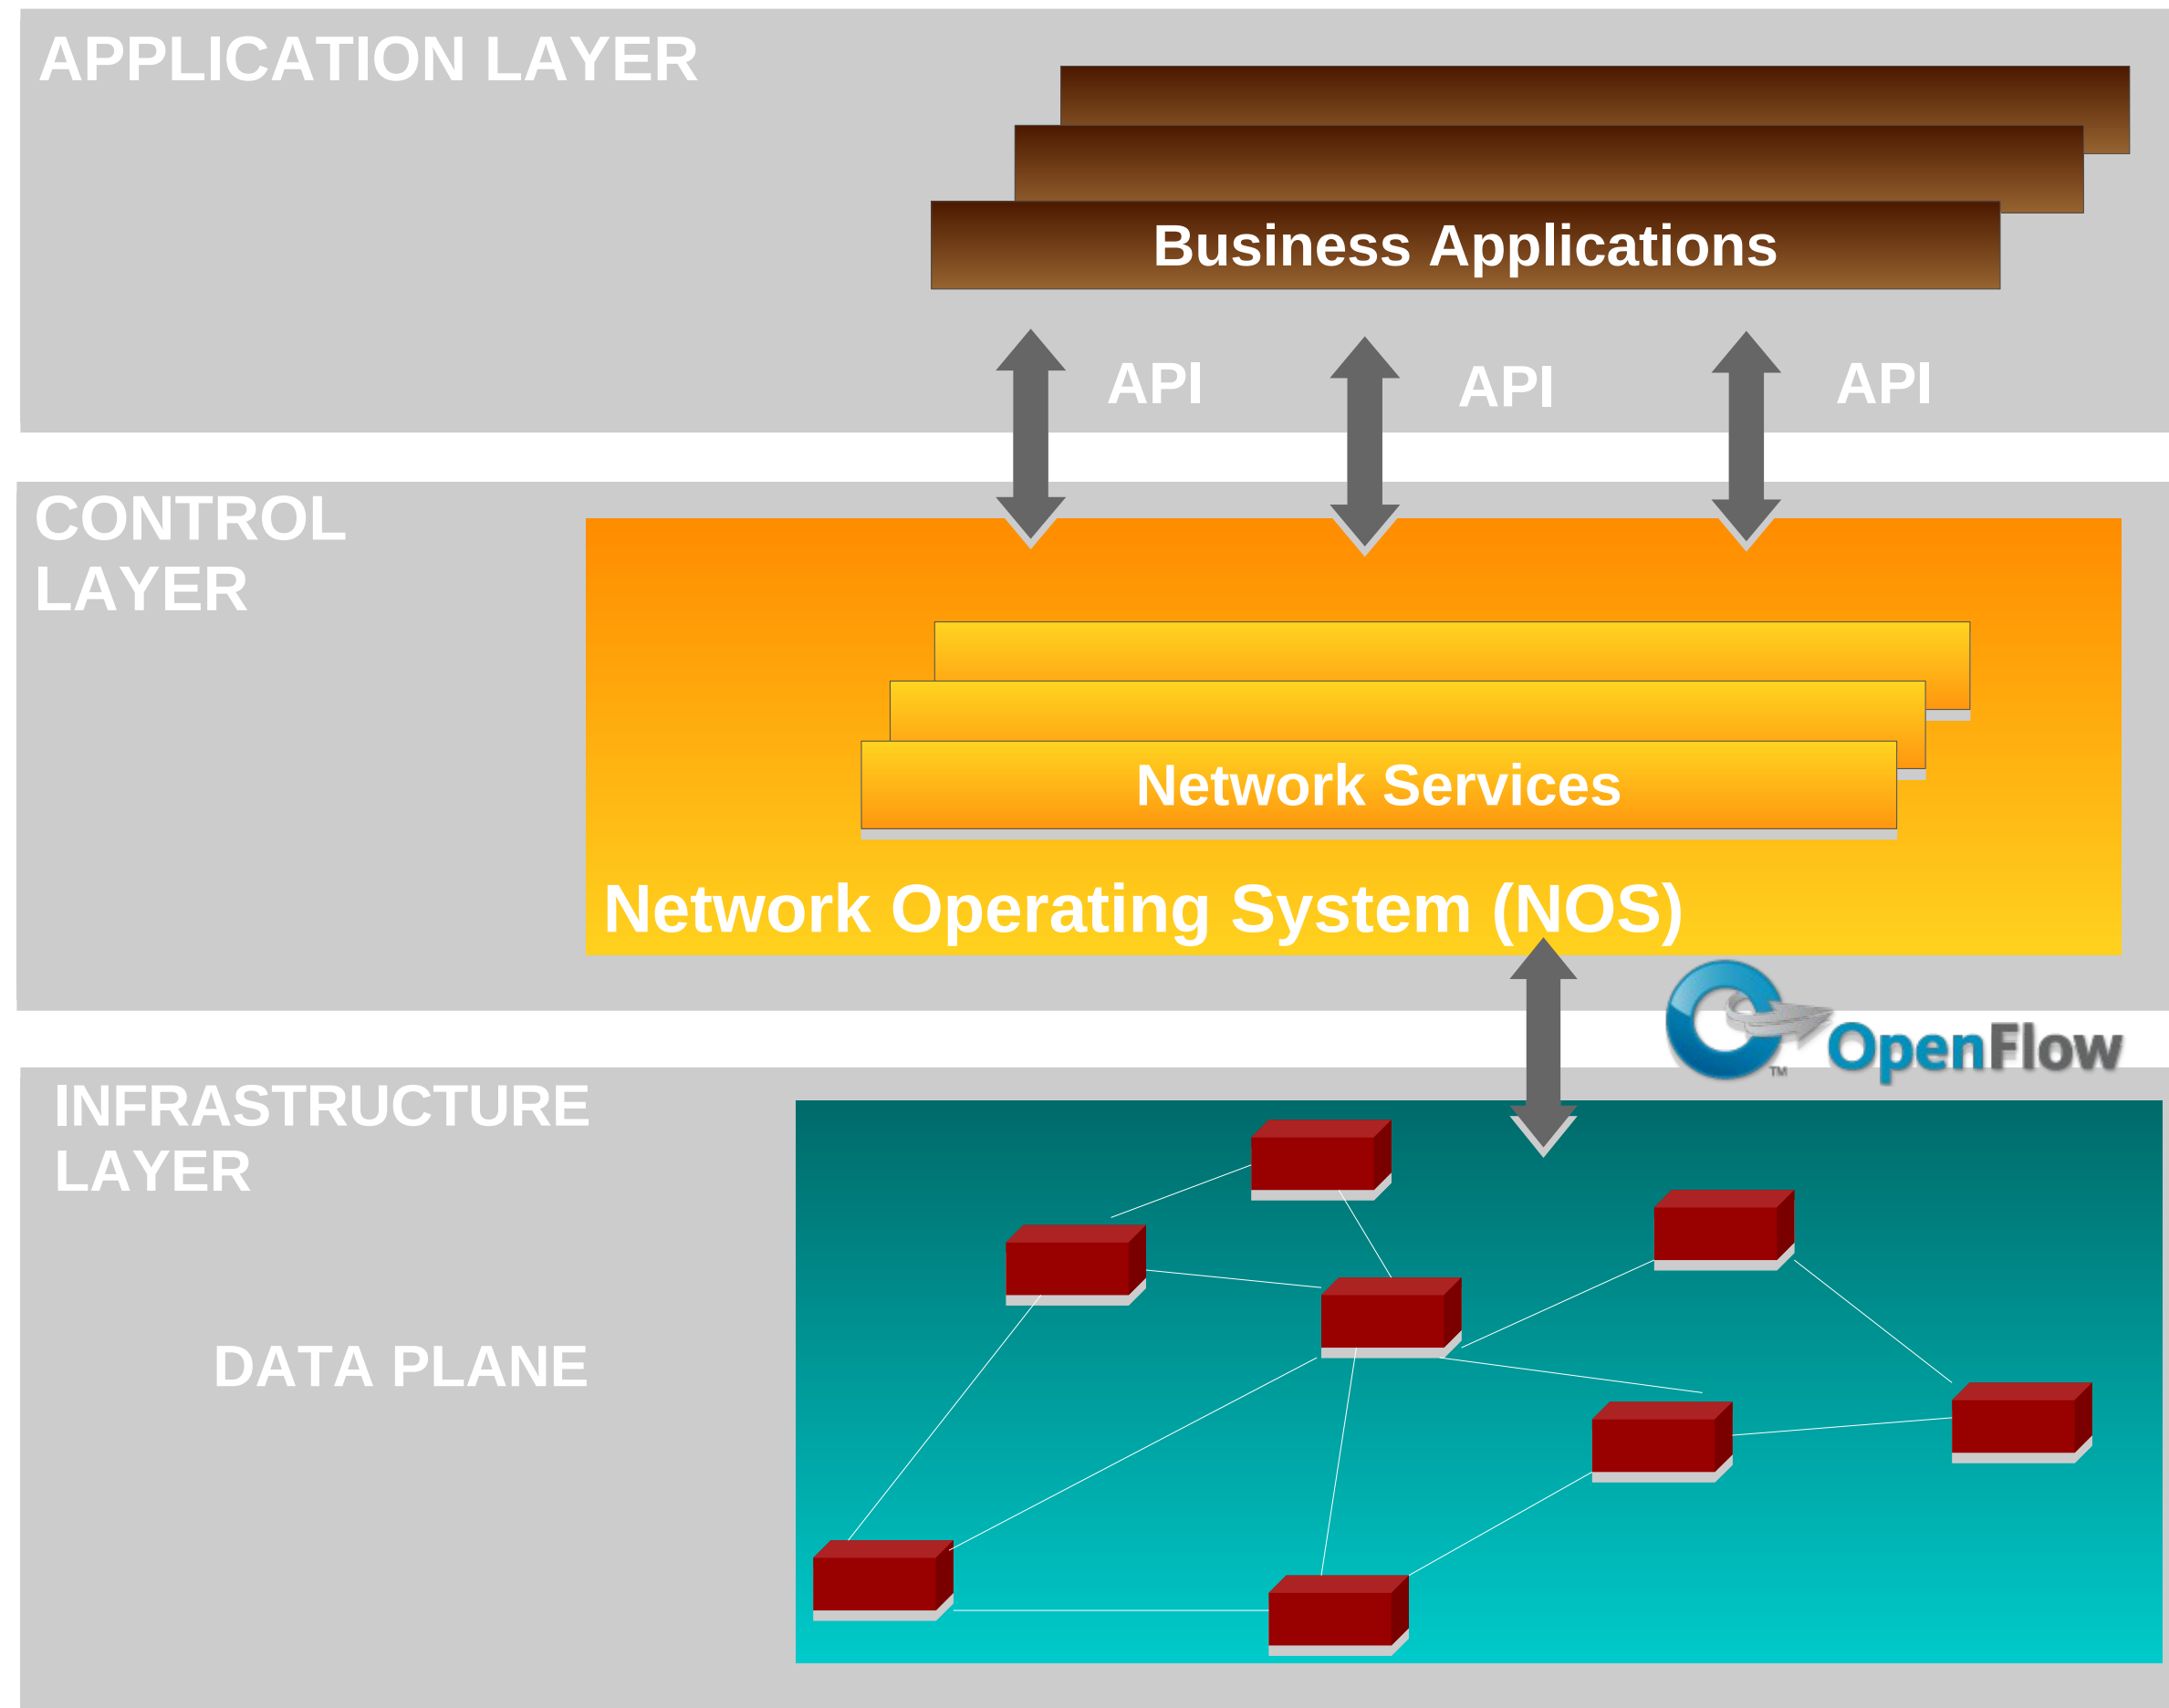 APPLICATION LAYER
Business Applications
API API API
CONTROL
LAYER
Network Services
Network Operating System (NOS)
OpenFlow
TM
INFRASTRUCTURE
LAYER
DATA PLANE